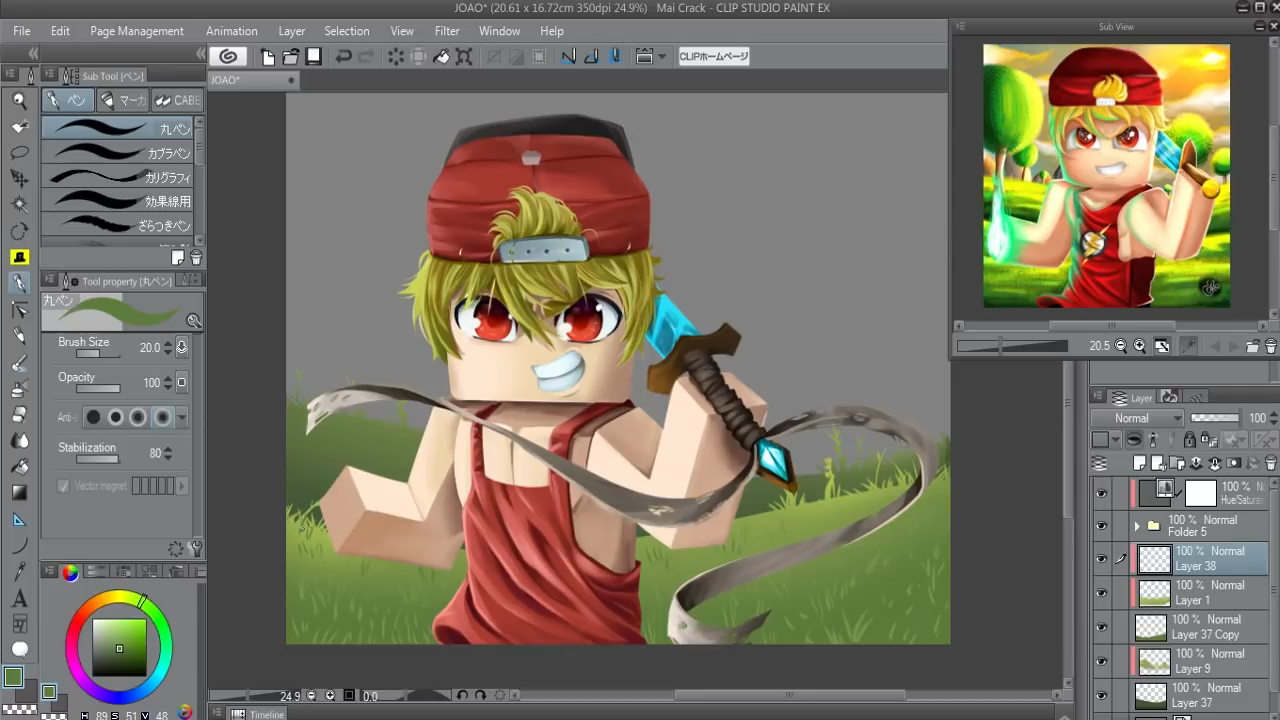 JOAO* (20.61 x 16.72cm 350dpi 24.9%) Mai Crack - CLIP STUDIO PAINT EX
File Edit Page Management Animation Layer Selection View Filter Window Help
Sub View
CLIPホームページ
Sub Tool [ペン]
JOAO*
ペン マーカ CABE
丸ペン
カブラペン
カリグラフィ
効果線用
ざらつきペン
Tool property [丸ペン]
丸ペン
Brush Size 20.0
Opacity 100
Anti-
Stabilization 80
Vector magnet
20.5
Layer
Normal 100
100 % No
Hue/Satura
100 % Normal
Folder 5
100 % Normal
Layer 38
100 % Normal
Layer 1
100 % Normal
Layer 37 Copy
100 % Normal
Layer 9
100 % Normal
Layer 37
H 89 S 51 V 48
24.9 0.0
Timeline